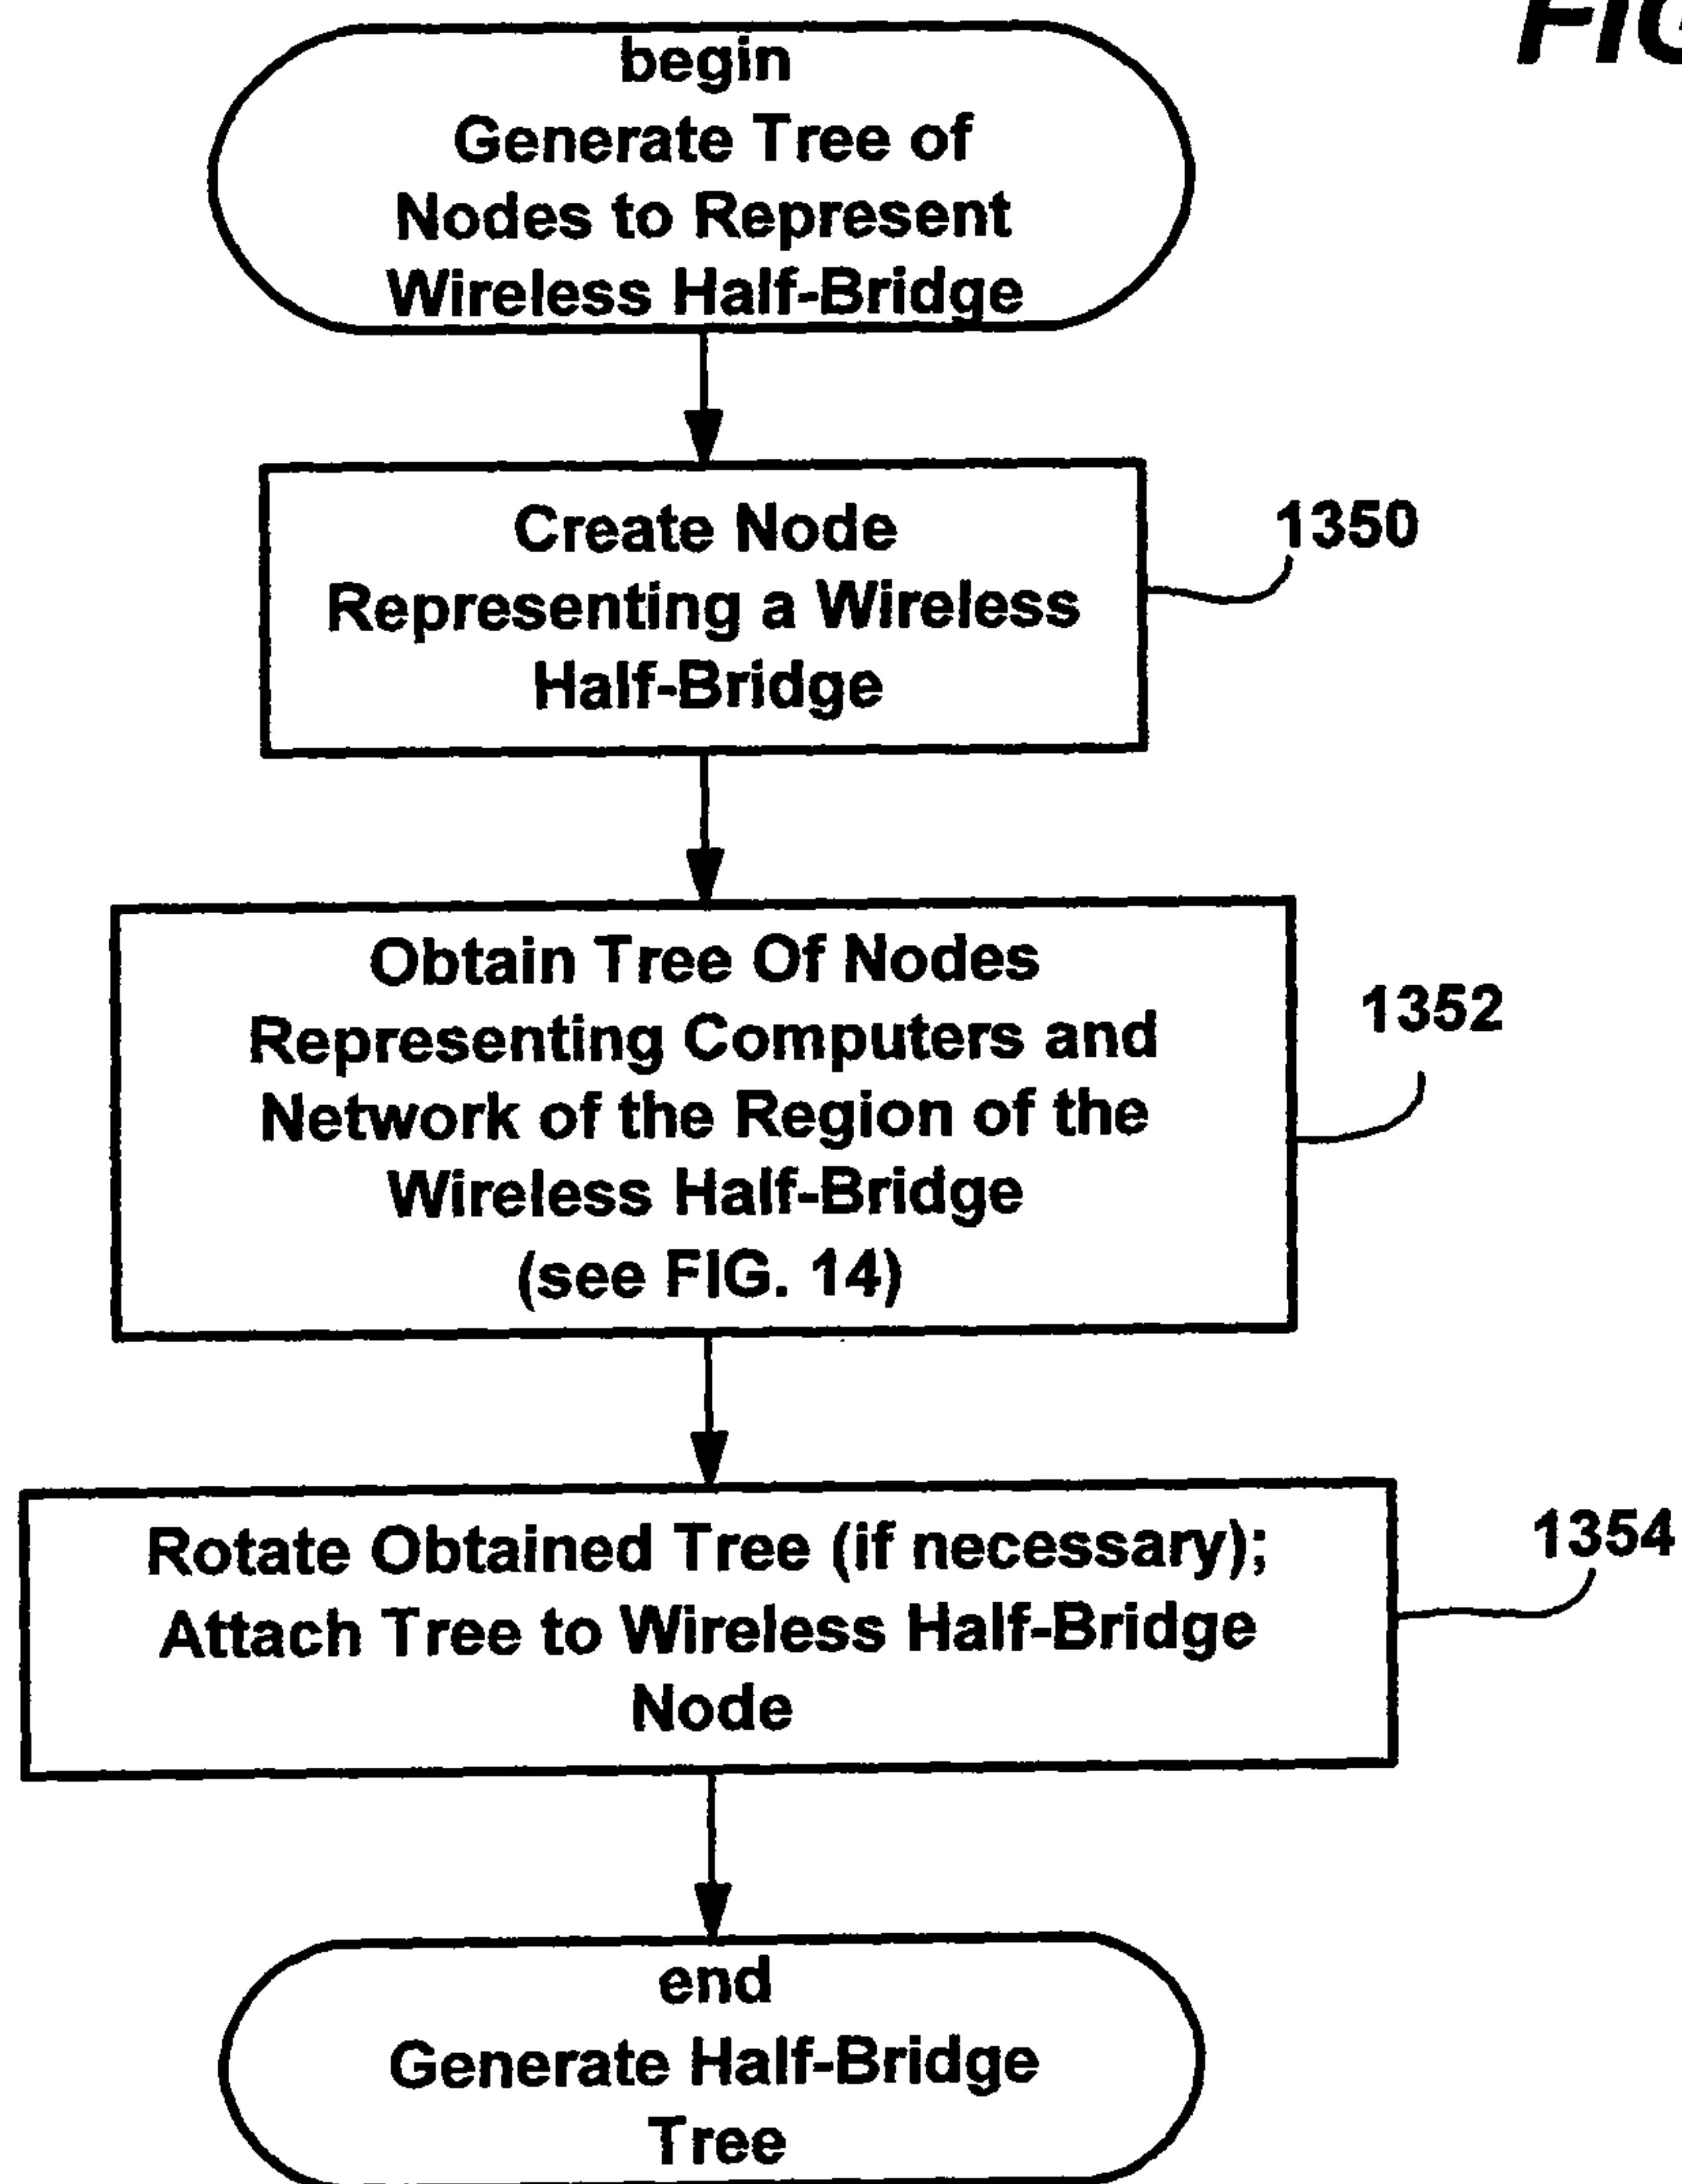 FIG
begin
Generate Tree of
Nodes to Represent
Wireless Half-Bridge
Create Node
Representing a Wireless
Half-Bridge
1350
Obtain Tree Of Nodes
Representing Computers and
Network of the Region of the
Wireless Half-Bridge
(see FIG. 14)
1352
Rotate Obtained Tree (if necessary);
Attach Tree to Wireless Half-Bridge
Node
1354
end
Generate Half-Bridge
Tree